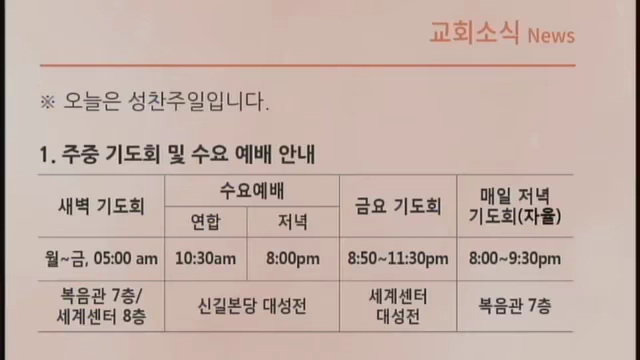 교회소식 News
※ 오늘은 성찬주일입니다.
1. 주중 기도회 및 수요 예배 안내
새벽 기도회 수요예배 금요 기도회 매일 저녁 기도회(자율)
연합 저녁
월~금, 05:00 am 10:30am 8:00pm 8:50~11:30pm 8:00~9:30pm
복음관 7층/ 세계센터 8층 신길본당 대성전 세계센터 대성전 복음관 7층